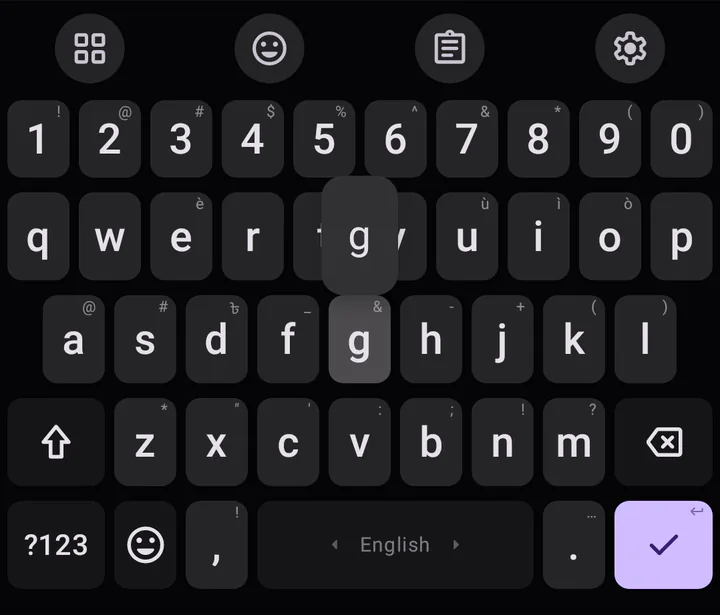 ! @ # $ % ^ & * ( )
1 2 3 4 5 6 7 8 9 0
è ù ì ò
q w e r g u i o p
@ # _ & - + ( )
a s d f g h j k l
* " ' : ; ! ?
z x c v b n m
! …
?123 , English .